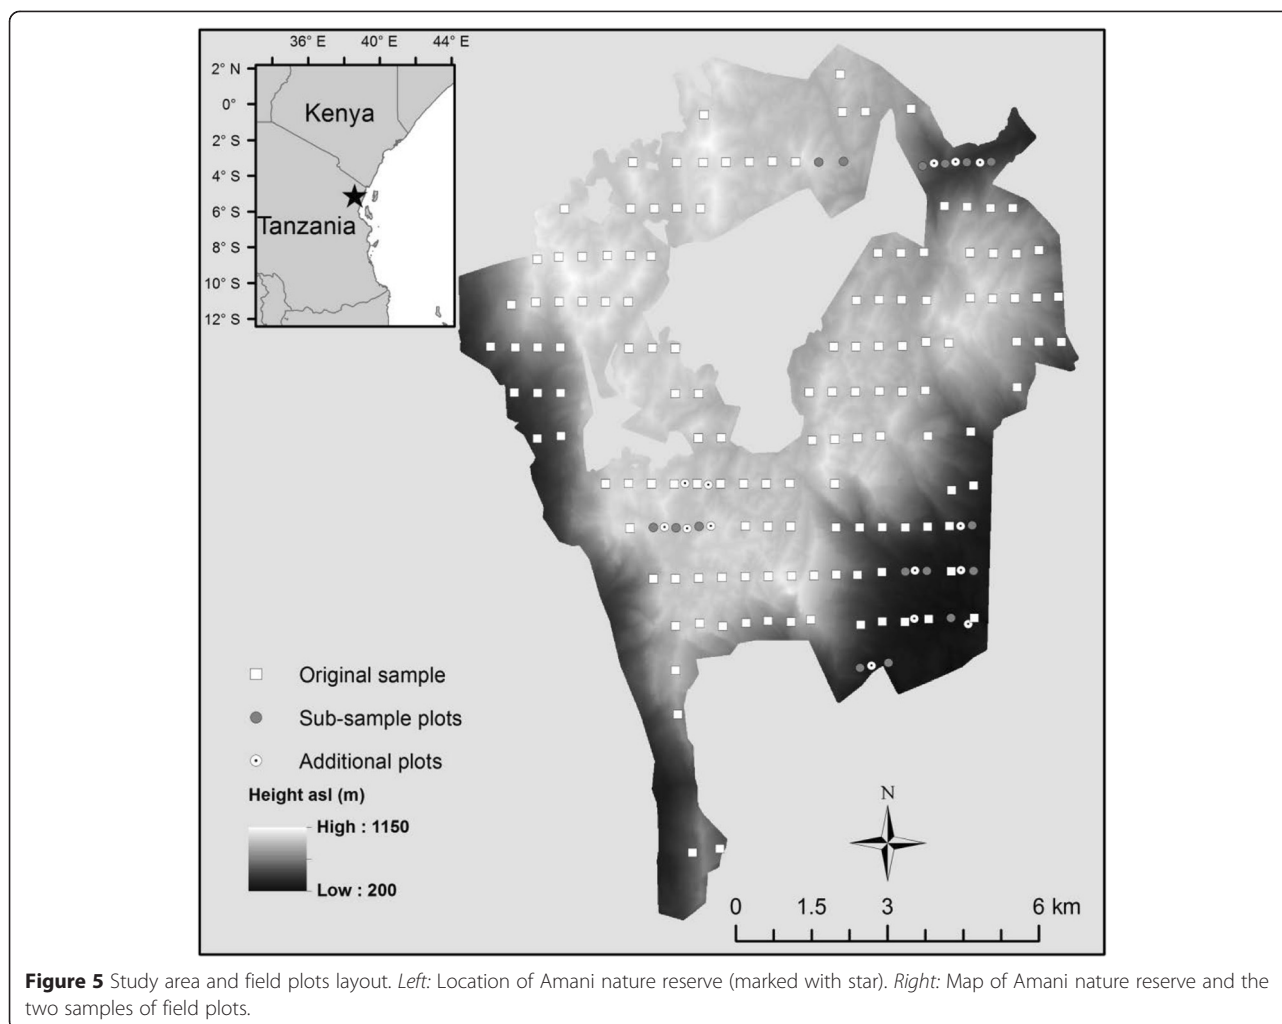 36° E 40° E 44° E
2° N
0°
2° S
4° S
6° S
8° S
10° S
12° S
Kenya
Tanzania
Original sample
Sub-sample plots
Additional plots
Height asl (m)
High : 1150
Low : 200
N
0 1.5 3 6 km
Figure 5 Study area and field plots layout. Left: Location of Amani nature reserve (marked with star). Right: Map of Amani nature reserve and the
two samples of field plots.